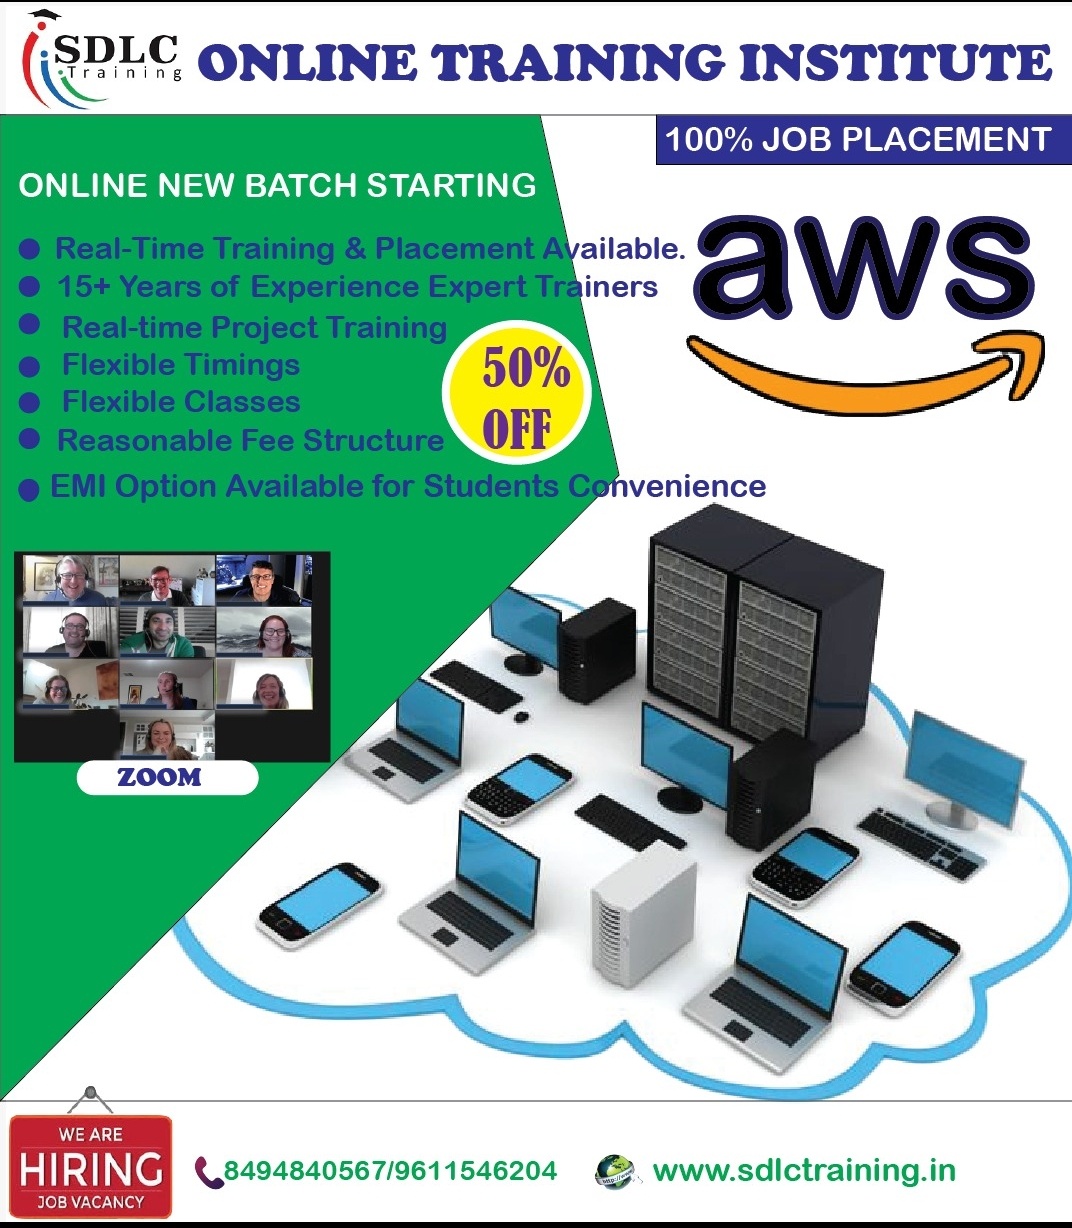 SDLC
Training
ONLINE TRAINING INSTITUTE
100% JOB PLACEMENT
ONLINE NEW BATCH STARTING
aws
Real-Time Training & Placement Available.
15+ Years of Experience Expert Trainers
Real-time Project Training
Flexible Timings
Flexible Classes
Reasonable Fee Structure
EMI Option Available for Students Convenience
50%
OFF
ZOOM
WE ARE
HIRING
JOB VACANCY
8494840567/9611546204
www.sdlctraining.in